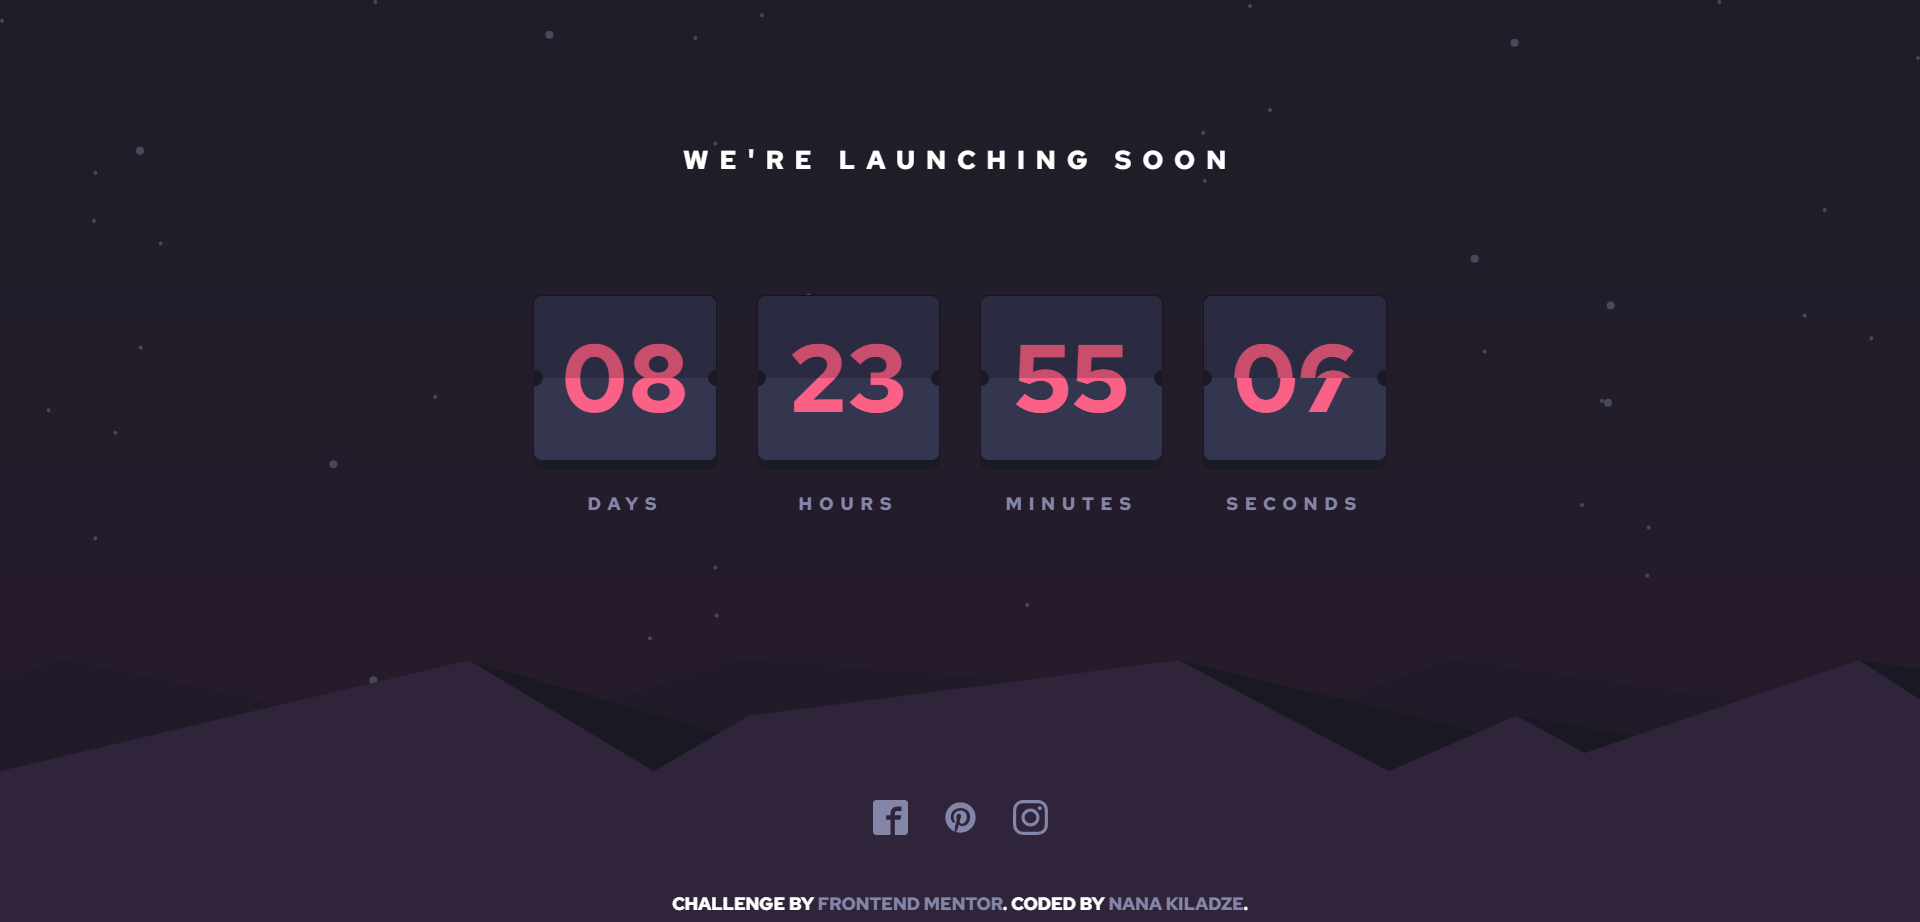 WE'RE LAUNCHING SOON
08 23 55
DAYS HOURS MINUTES SECONDS
CHALLENGE BY FRONTEND MENTOR. CODED BY NANA KILADZE.